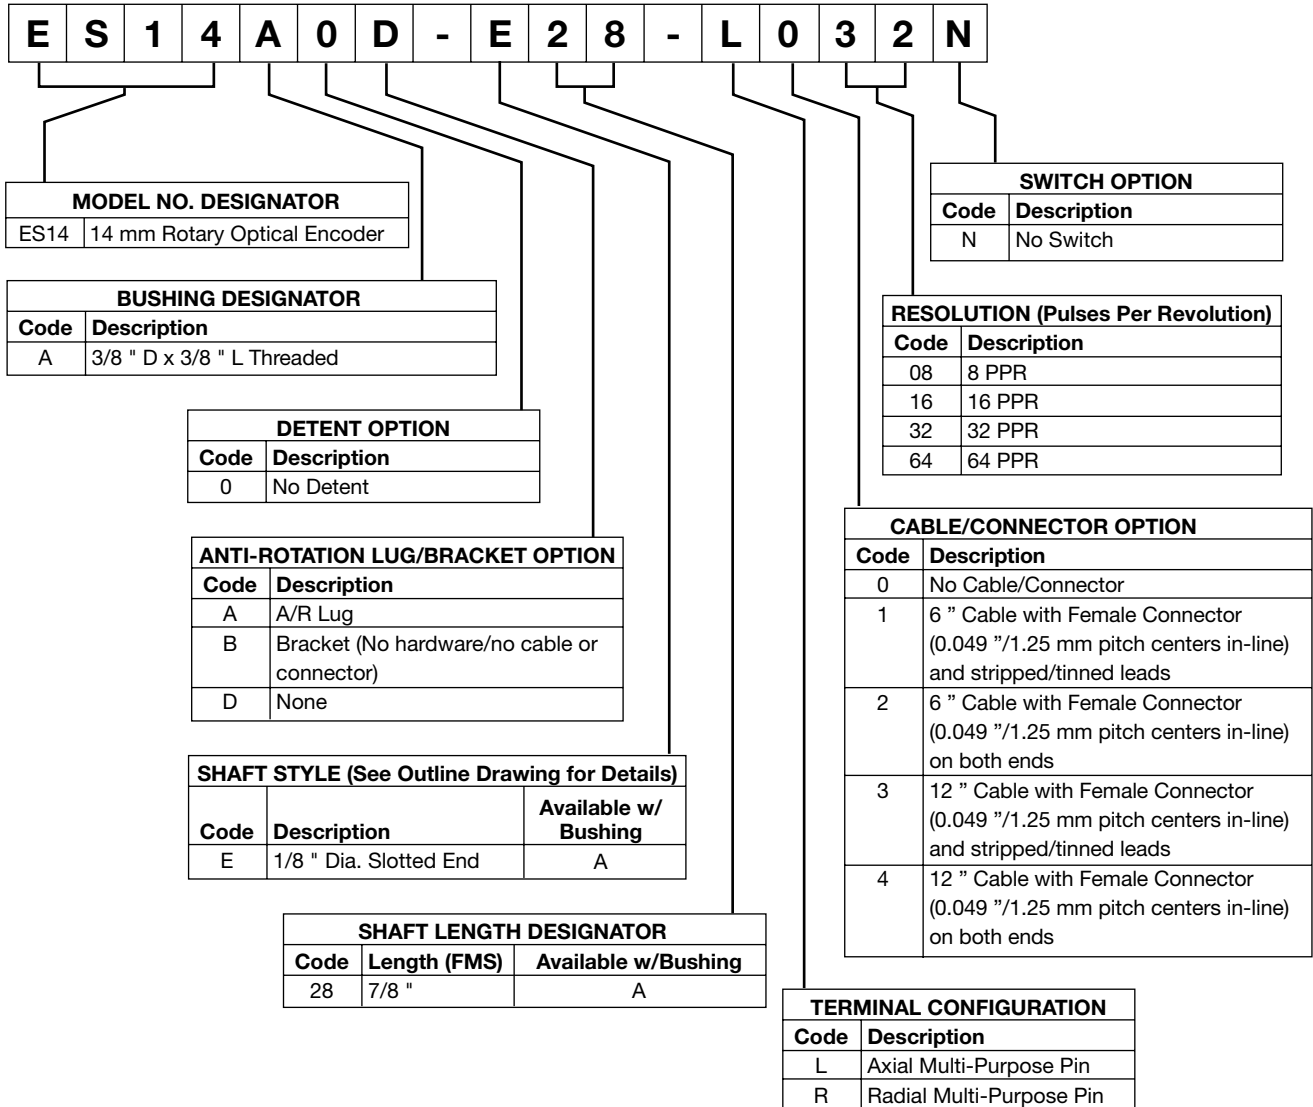 E S 1 4 A 0 D - E 2 8 - L 0 3 2 N
MODEL NO. DESIGNATOR
ES14 14 mm Rotary Optical Encoder
BUSHING DESIGNATOR
Code Description
A 3/8 " D x 3/8 " L Threaded
DETENT OPTION
Code Description
0 No Detent
ANTI-ROTATION LUG/BRACKET OPTION
Code Description
A A/R Lug
B Bracket (No hardware/no cable or
connector)
D None
SHAFT STYLE (See Outline Drawing for Details)
Available w/
Code Description Bushing
E 1/8 " Dia. Slotted End A
SHAFT LENGTH DESIGNATOR
Code Length (FMS) Available w/Bushing
28 7/8 " A
SWITCH OPTION
Code Description
N No Switch
RESOLUTION (Pulses Per Revolution)
Code Description
08 8 PPR
16 16 PPR
32 32 PPR
64 64 PPR
CABLE/CONNECTOR OPTION
Code Description
0 No Cable/Connector
1 6 ” Cable with Female Connector
(0.049 ”/1.25 mm pitch centers in-line)
and stripped/tinned leads
2 6 ” Cable with Female Connector
(0.049 ”/1.25 mm pitch centers in-line)
on both ends
3 12 ” Cable with Female Connector
(0.049 ”/1.25 mm pitch centers in-line)
and stripped/tinned leads
4 12 ” Cable with Female Connector
(0.049 ”/1.25 mm pitch centers in-line)
on both ends
TERMINAL CONFIGURATION
Code Description
L Axial Multi-Purpose Pin
R Radial Multi-Purpose Pin